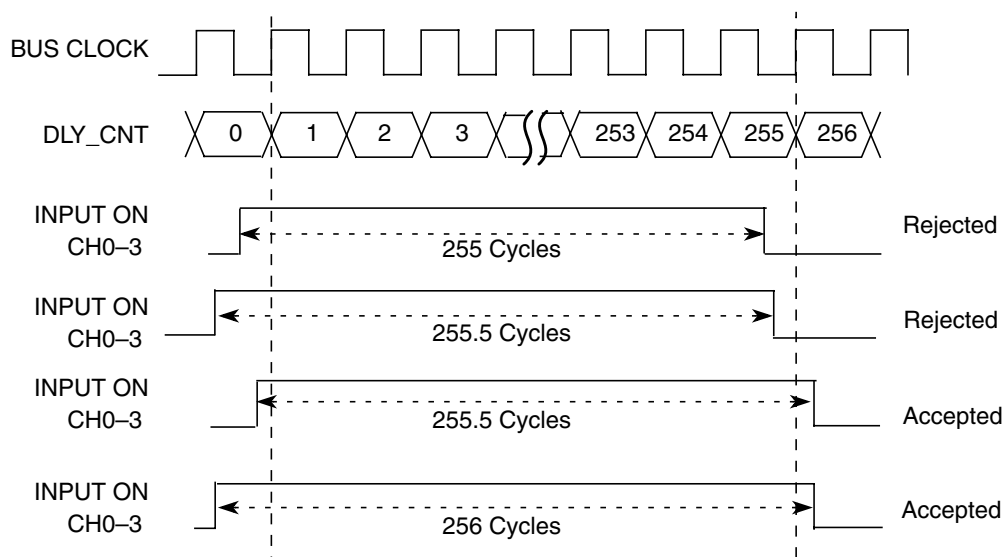 BUS CLOCK
DLY_CNT 0 1 2 3 253 254 255 256
INPUT ON
CH0–3
255 Cycles
Rejected
INPUT ON
CH0–3
255.5 Cycles
Rejected
INPUT ON
CH0–3
255.5 Cycles
Accepted
INPUT ON
CH0–3
256 Cycles
Accepted